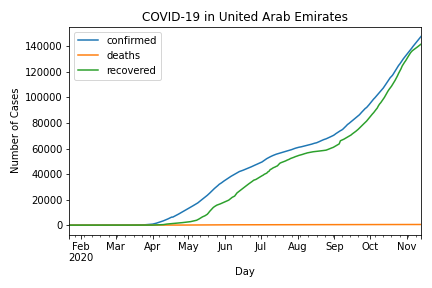 COVID-19 in United Arab Emirates
confirmed
deaths
recovered
Number of Cases
140000
120000
100000
80000
60000
40000
20000
0
Feb Mar Apr May Jun Jul Aug Sep Oct Nov
2020
Day